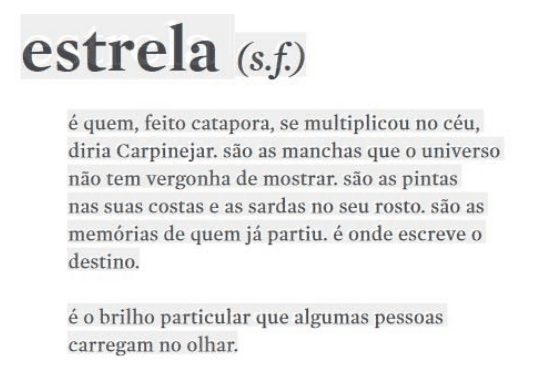 estrela (s.f.)
é quem, feito catapora, se multiplicou no céu,
diria Carpinejar. são as manchas que o universo
não tem vergonha de mostrar. são as pintas
nas suas costas e as sardas no seu rosto. são as
memórias de quem já partiu. é onde escreve o
destino.
é o brilho particular que algumas pessoas
carregam no olhar.